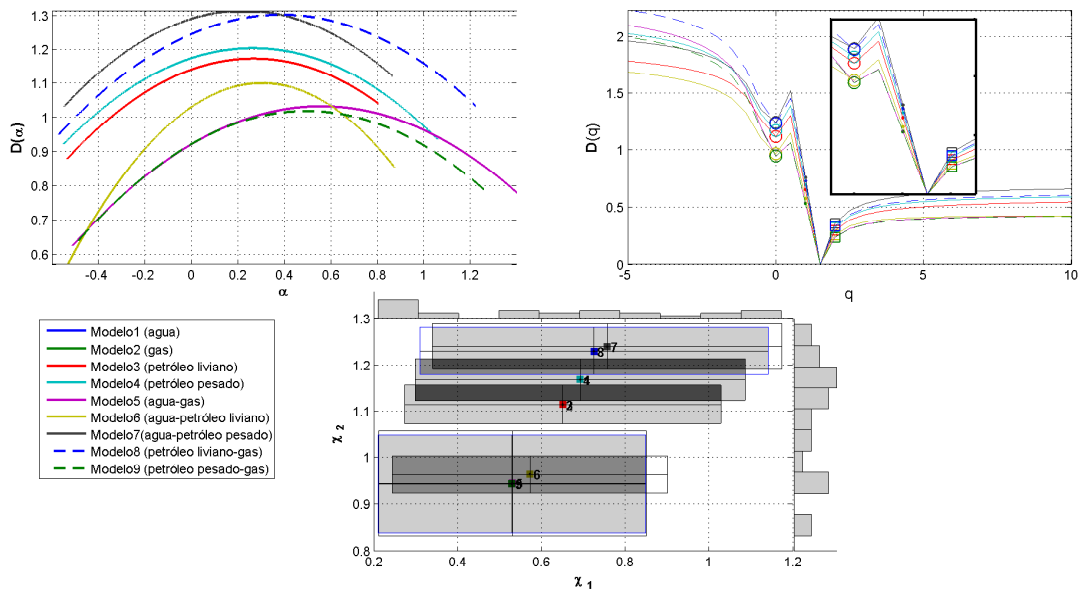 1.3
1.2
1.1
1
0.9
0.8
0.7
0.6
D(α)
-0.4 -0.2 0 0.2 0.4 0.6 0.8 1 1.2
α
2
1.5
1
0.5
0
D(q)
-5 0 5 10
q
Modelo1 (agua)
Modelo2 (gas)
Modelo3 (petróleo liviano)
Modelo4 (petróleo pesado)
Modelo5 (agua-gas)
Modelo6 (agua-petróleo liviano)
Modelo7(agua-petróleo pesado)
Modelo8 (petróleo liviano-gas)
Modelo9 (petróleo pesado-gas)
1.3
1.2
1.1
1
0.9
0.8
χ 2
7
8
6
0.2 0.4 0.6 0.8 1 1.2
χ 1